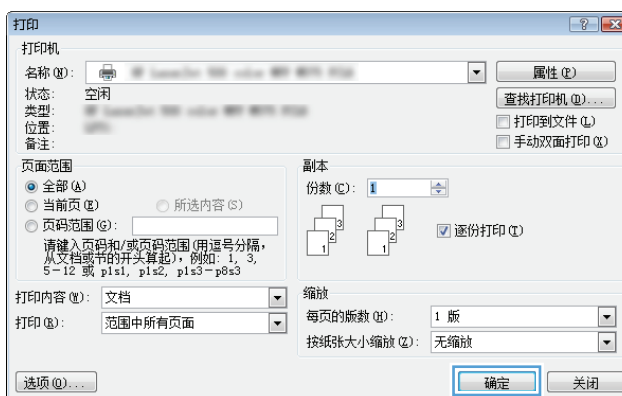 打印
打印机
名称(N):
属性(P)
状态: 空闲
查找打印机(D)...
类型:
位置:
打印到文件(L)
备注:
手动双面打印(X)
页面范围
全部(A)
当前页(E) 所选内容(S)
页码范围(G):
请键入页码和/或页码范围(用逗号分隔,
从文档或节的开头算起),例如: 1, 3,
5-12 或 p1s1, p1s2, p1s3-p8s3
副本
份数(C): 1
3 3
2 2
1 1
逐份打印(T)
打印内容(W): 文档
打印(R): 范围中所有页面
缩放
每页的版数(H): 1 版
按纸张大小缩放(Z): 无缩放
选项(O)...
确定
关闭